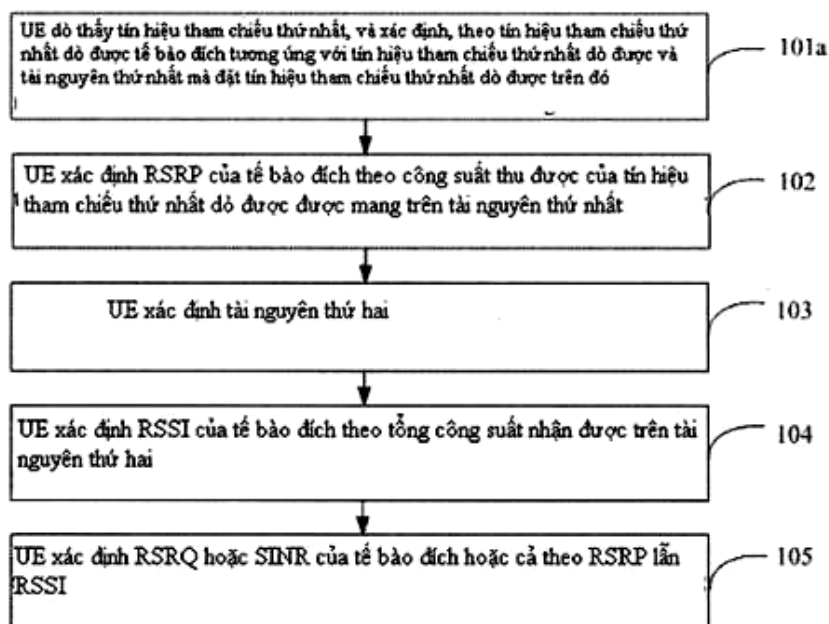 UE dò thấy tín hiệu tham chiếu thứ nhất, và xác định, theo tín hiệu tham chiếu thứ
nhất dò được tế bào đích tương ứng với tín hiệu tham chiếu thứ nhất dò được và
tài nguyên thứ nhất mà đặt tín hiệu tham chiếu thứ nhất dò được trên đó
101a
UE xác định RSRP của tế bào đích theo công suất thu được của tín hiệu
tham chiếu thứ nhất dò được được mang trên tài nguyên thứ nhất
102
UE xác định tài nguyên thứ hai
103
UE xác định RSSI của tế bào đích theo tổng công suất nhận được trên tài
nguyên thứ hai
104
UE xác định RSRQ hoặc SINR của tế bào đích hoặc cả theo RSRP lẫn
RSSI
105